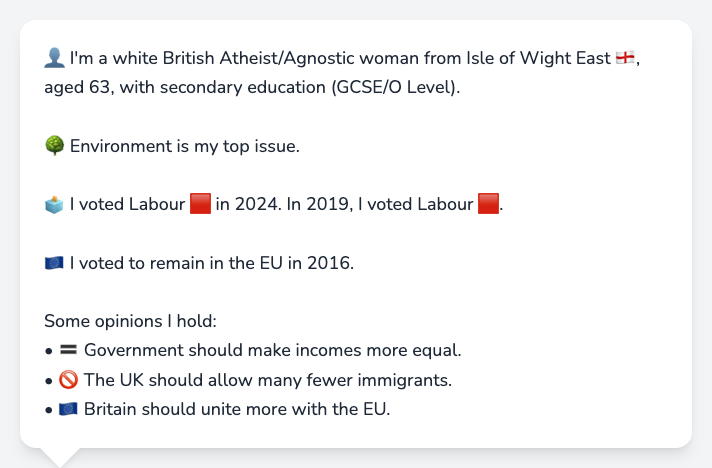 👤 I'm a white British Atheist/Agnostic woman from Isle of Wight East 🏴󠁧󠁢󠁥󠁮󠁧󠁿,
aged 63, with secondary education (GCSE/O Level).
🌳 Environment is my top issue.
🗳️ I voted Labour 🟥 in 2024. In 2019, I voted Labour 🟥.
🇪🇺 I voted to remain in the EU in 2016.
Some opinions I hold:
• 🟰 Government should make incomes more equal.
• 🚫 The UK should allow many fewer immigrants.
• 🇪🇺 Britain should unite more with the EU.